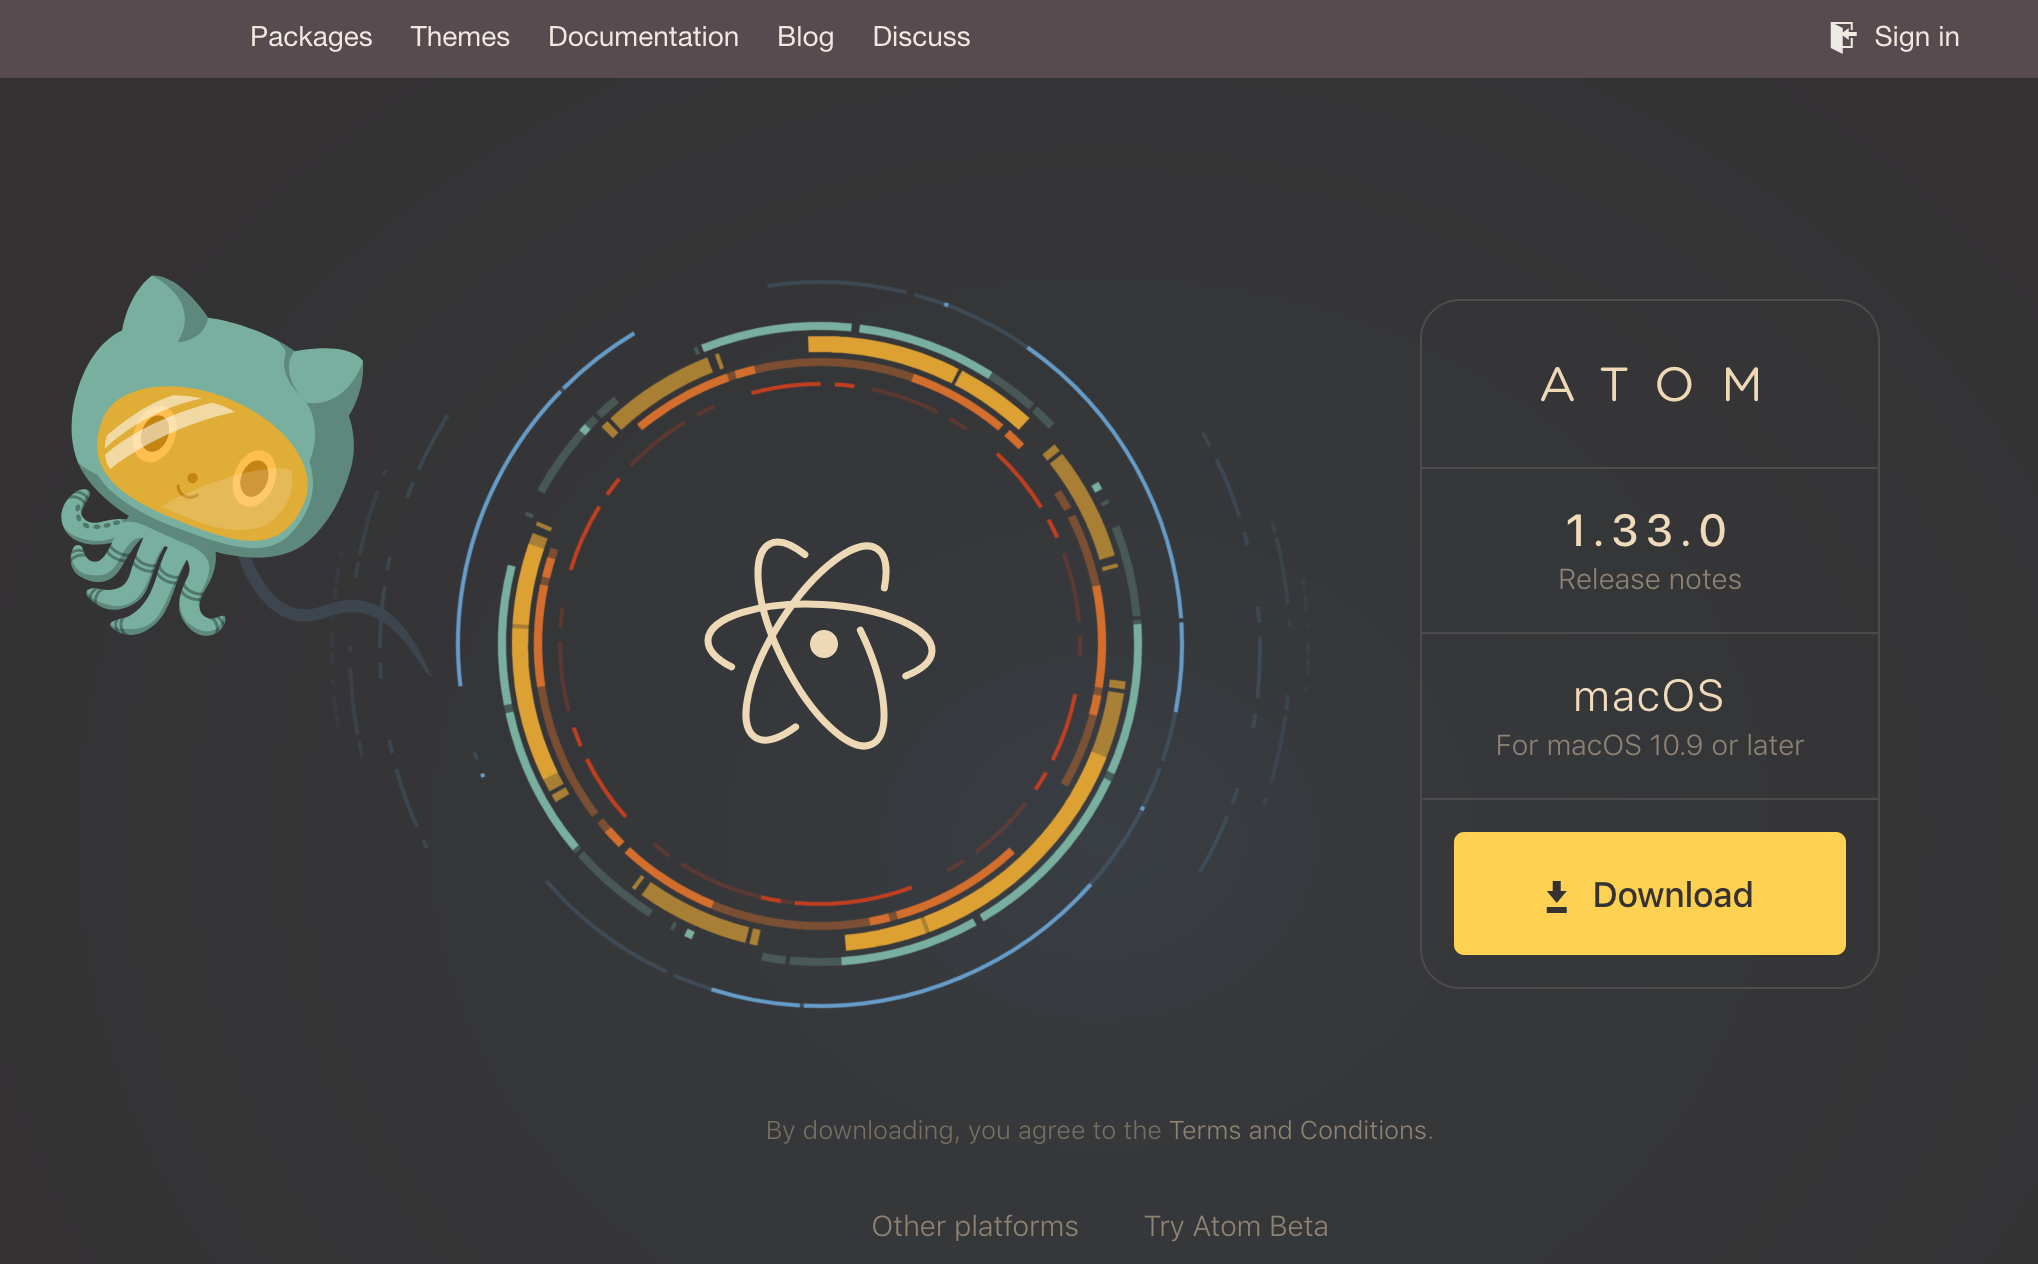 Packages Themes Documentation Blog Discuss Sign in
ATOM
1.33.0
Release notes
macOS
For macOS 10.9 or later
Download
By downloading, you agree to the Terms and Conditions.
Other platforms Try Atom Beta